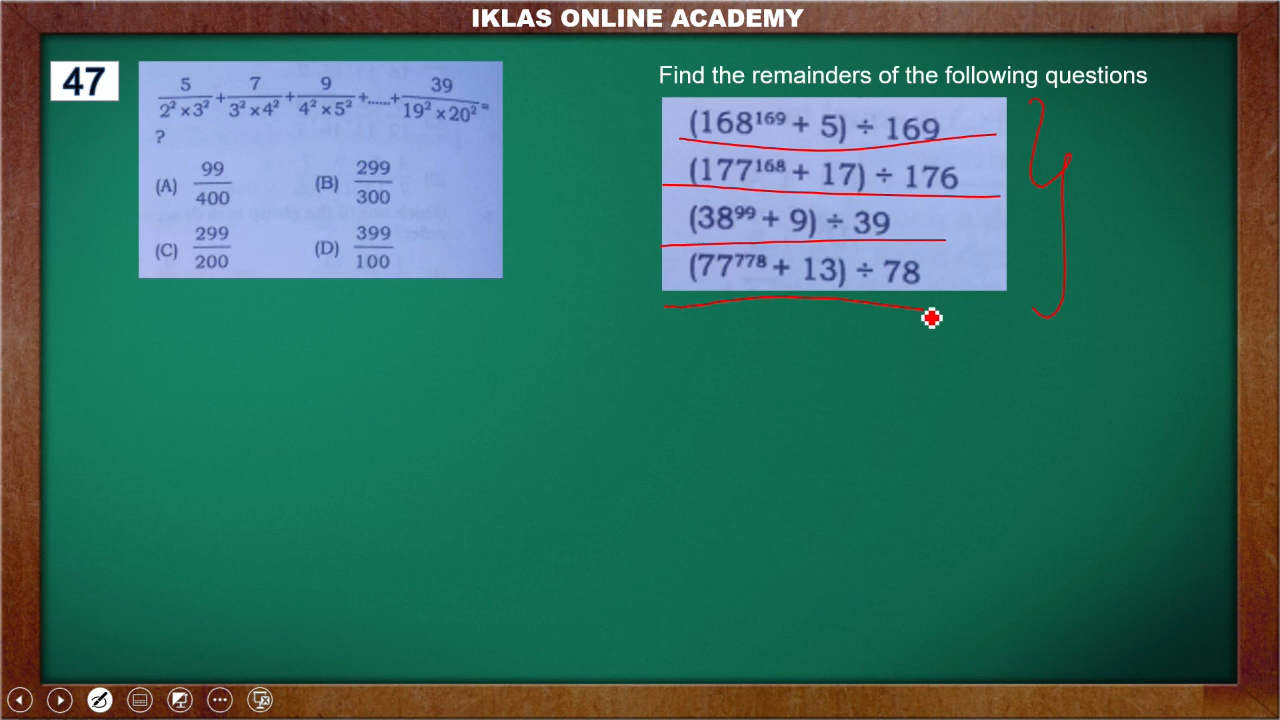 IKLAS ONLINE ACADEMY
47
5/2²×3² + 7/3²×4² + 9/4²×5² +......+ 39/19²×20² =
?
(A) 99/400 (B) 299/300
(C) 299/200 (D) 399/100
Find the remainders of the following questions
(168¹⁶⁹ + 5) ÷ 169
(177¹⁶⁸ + 17) ÷ 176
(38⁹⁹ + 9) ÷ 39
(77⁷⁷⁸ + 13) ÷ 78